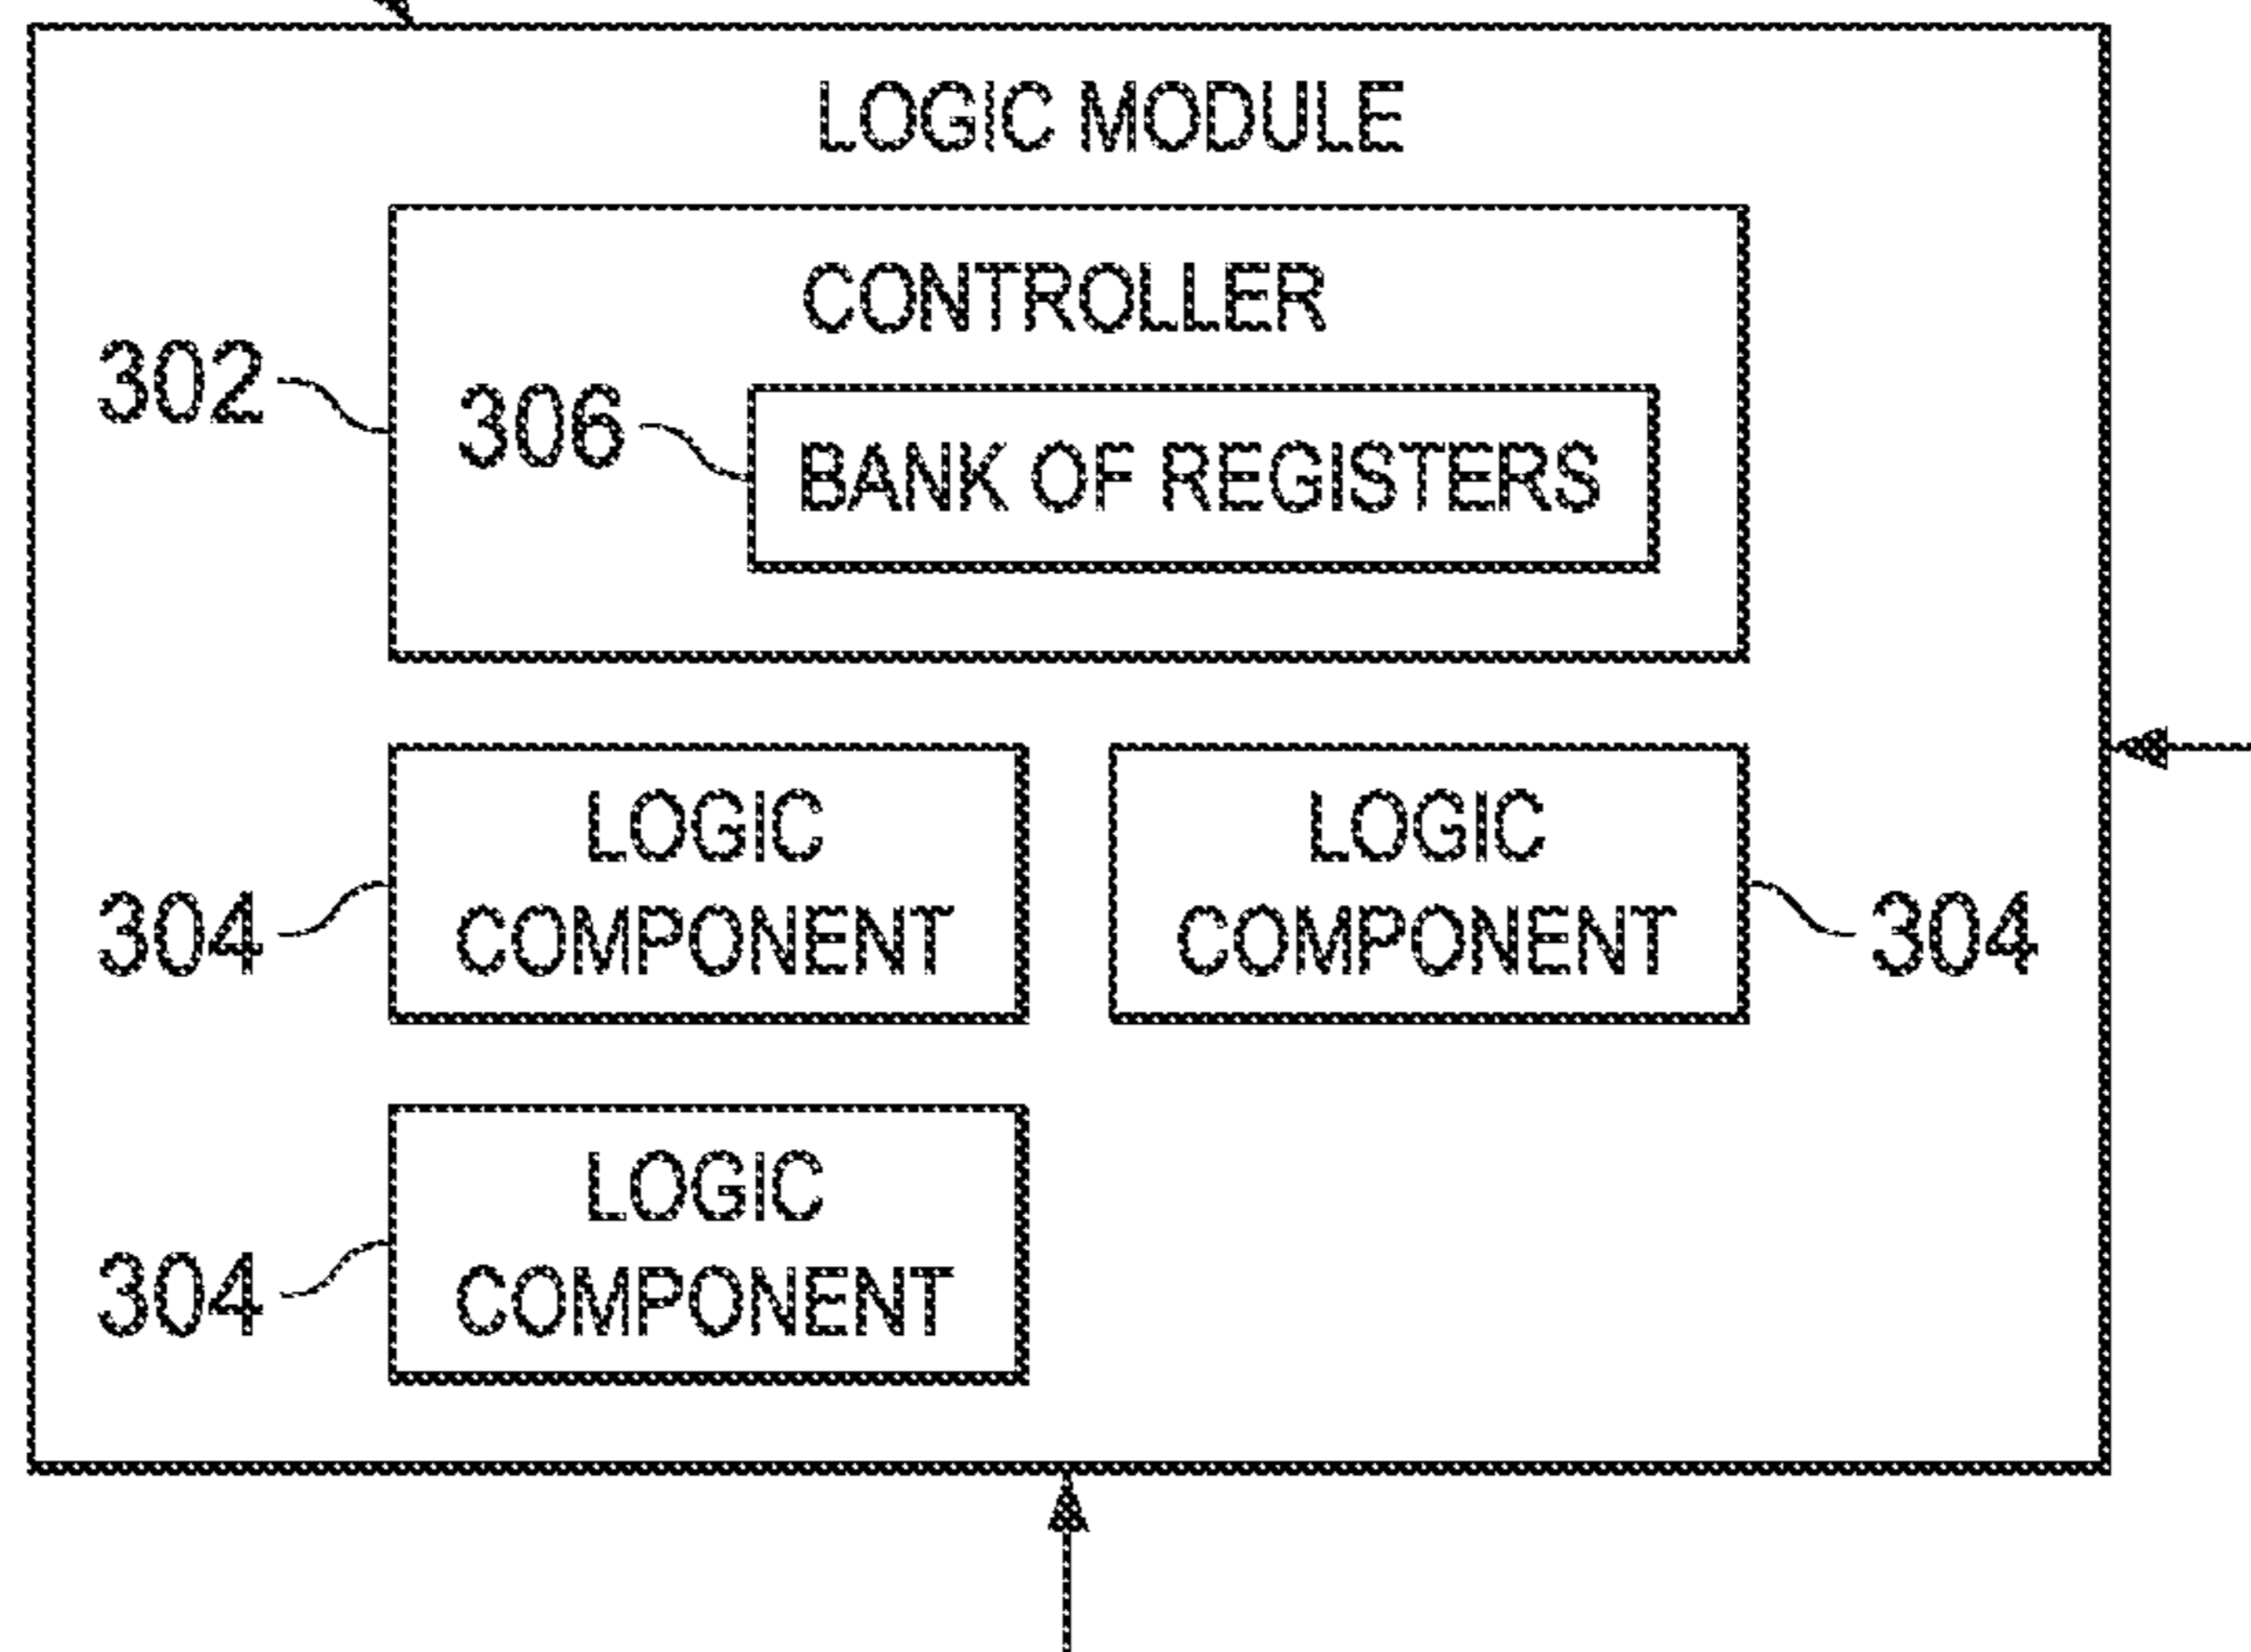 LOGIC MODULE
CONTROLLER
302
306
BANK OF REGISTERS
LOGIC
COMPONENT
304
LOGIC
COMPONENT
304
LOGIC
COMPONENT
304